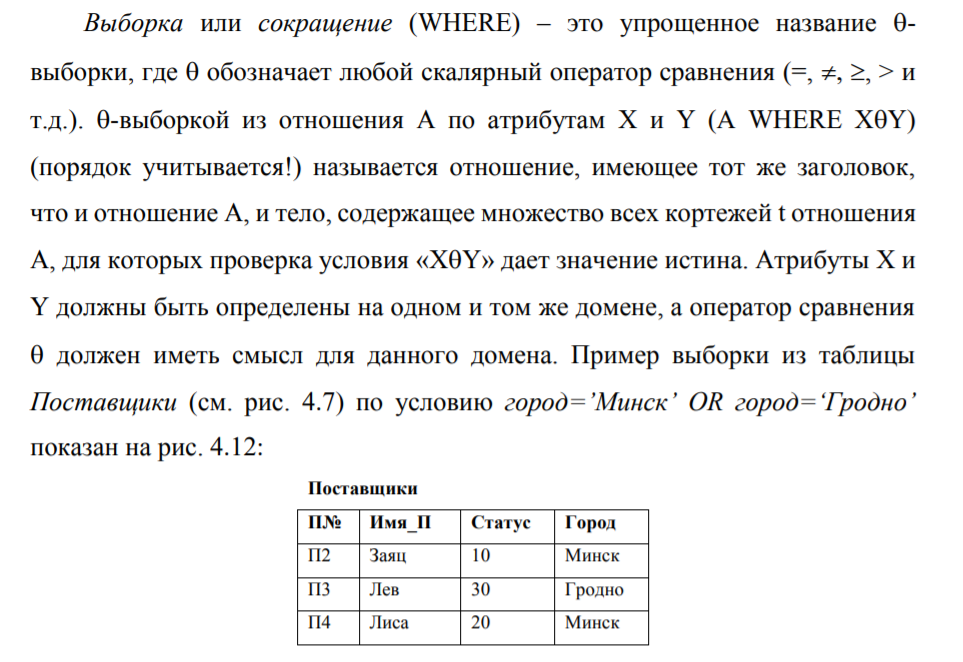 Выборка или сокращение (WHERE) – это упрощенное название θ-
выборки, где θ обозначает любой скалярный оператор сравнения (=, ≠, ≥, > и
т.д.). θ-выборкой из отношения A по атрибутам X и Y (A WHERE XθY)
(порядок учитывается!) называется отношение, имеющее тот же заголовок,
что и отношение A, и тело, содержащее множество всех кортежей t отношения
A, для которых проверка условия «XθY» дает значение истина. Атрибуты X и
Y должны быть определены на одном и том же домене, а оператор сравнения
θ должен иметь смысл для данного домена. Пример выборки из таблицы
Поставщики (см. рис. 4.7) по условию город=’Минск’ OR город=‘Гродно’
показан на рис. 4.12:
Поставщики
П№ Имя_П Статус Город
П2 Заяц 10 Минск
П3 Лев 30 Гродно
П4 Лиса 20 Минск